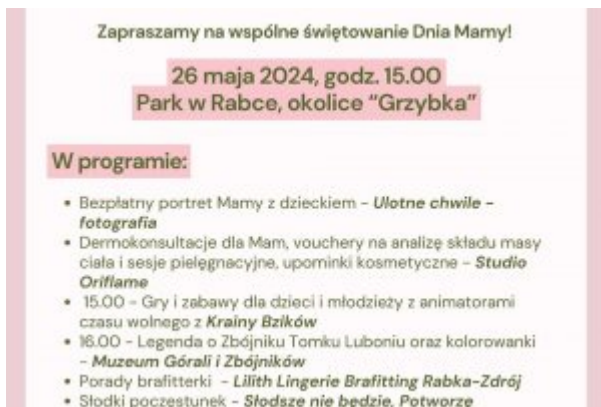 Zapraszamy na wspólne świętowanie Dnia Mamy!
26 maja 2024, godz. 15.00
Park w Rabce, okolice "Grzybka"
W programie:
• Bezpłatny portret Mamy z dzieckiem – Ulotne chwile –
fotografia
• Dermokonsultacje dla Mam, vouchery na analizę składu masy
ciała i sesje pielęgnacyjne, upominki kosmetyczne – Studio
Oriflame
• 15.00 – Gry i zabawy dla dzieci i młodzieży z animatorami
czasu wolnego z Krainy Bzików
• 16.00 – Legenda o Zbójniku Tomku Luboniu oraz kolorowanki
– Muzeum Górali i Zbójników
• Porady brafitterki – Lilith Lingerie Brafitting Rabka-Zdrój
• Słodki poczęstunek – Słodsze nie będzie, Potworze